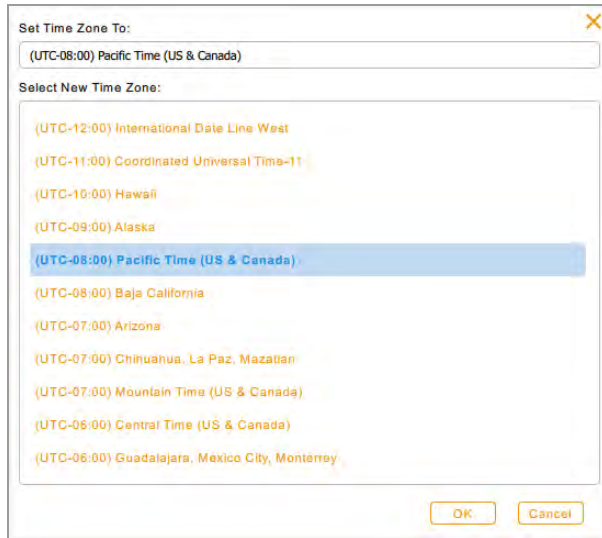 Set Time Zone To:
(UTC-08:00) Pacific Time (US & Canada)
Select New Time Zone:
(UTC-12:00) International Date Line West
(UTC-11:00) Coordinated Universal Time-11
(UTC-10:00) Hawaii
(UTC-09:00) Alaska
(UTC-08:00) Pacific Time (US & Canada)
(UTC-08:00) Baja California
(UTC-07:00) Arizona
(UTC-07:00) Chihuahua, La Paz, Mazatlan
(UTC-07:00) Mountain Time (US & Canada)
(UTC-06:00) Central Time (US & Canada)
(UTC-06:00) Guadalajara, Mexico City, Monterrey
OK Cancel